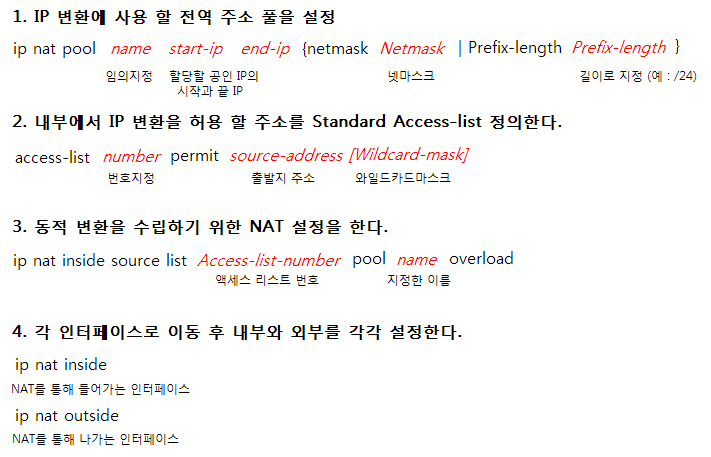 1. IP 변환에 사용 할 전역 주소 풀을 설정
ip nat pool name start-ip end-ip {netmask Netmask | Prefix-length Prefix-length }
임의지정 할당할 공인 IP의 넷마스크 길이로 지정 (예 : /24)
시작과 끝 IP
2. 내부에서 IP 변환을 허용 할 주소를 Standard Access-list 정의한다.
access-list number permit source-address [Wildcard-mask]
번호지정 출발지 주소 와일드카드마스크
3. 동적 변환을 수립하기 위한 NAT 설정을 한다.
ip nat inside source list Access-list-number pool name overload
액세스 리스트 번호 지정한 이름
4. 각 인터페이스로 이동 후 내부와 외부를 각각 설정한다.
ip nat inside
NAT를 통해 들어가는 인터페이스
ip nat outside
NAT를 통해 나가는 인터페이스